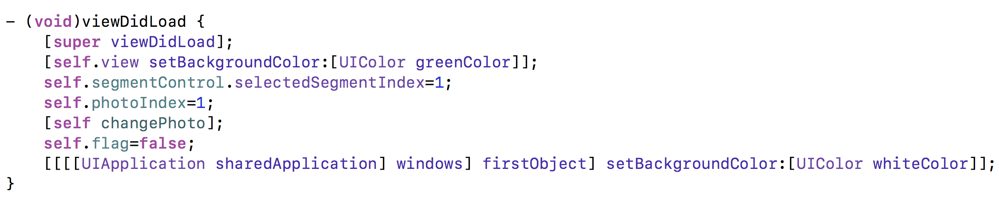 - (void)viewDidLoad {
    [super viewDidLoad];
    [self.view setBackgroundColor:[UIColor greenColor]];
    self.segmentControl.selectedSegmentIndex=1;
    self.photoIndex=1;
    [self changePhoto];
    self.flag=false;
    [[[[UIApplication sharedApplication] windows] firstObject] setBackgroundColor:[UIColor whiteColor]];
}